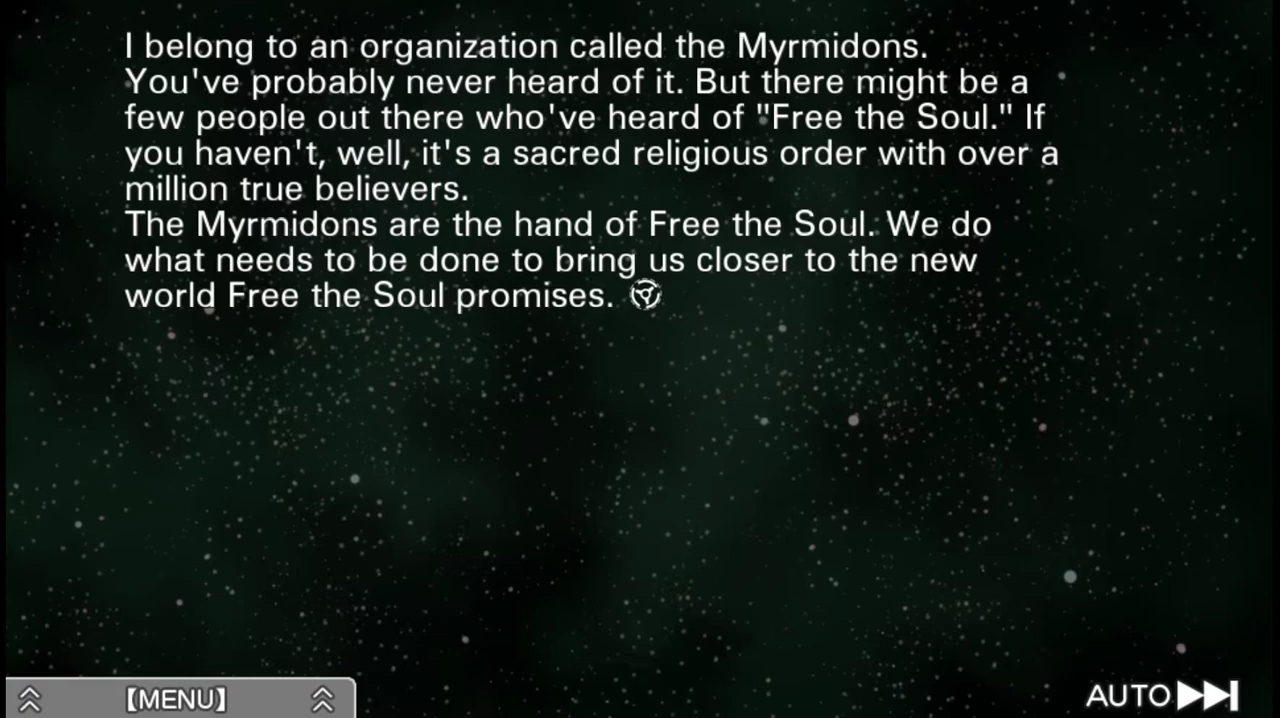 I belong to an organization called the Myrmidons.
You've probably never heard of it. But there might be a
few people out there who've heard of "Free the Soul." If
you haven't, well, it's a sacred religious order with over a
million true believers.
The Myrmidons are the hand of Free the Soul. We do
what needs to be done to bring us closer to the new
world Free the Soul promises.
【MENU】
AUTO